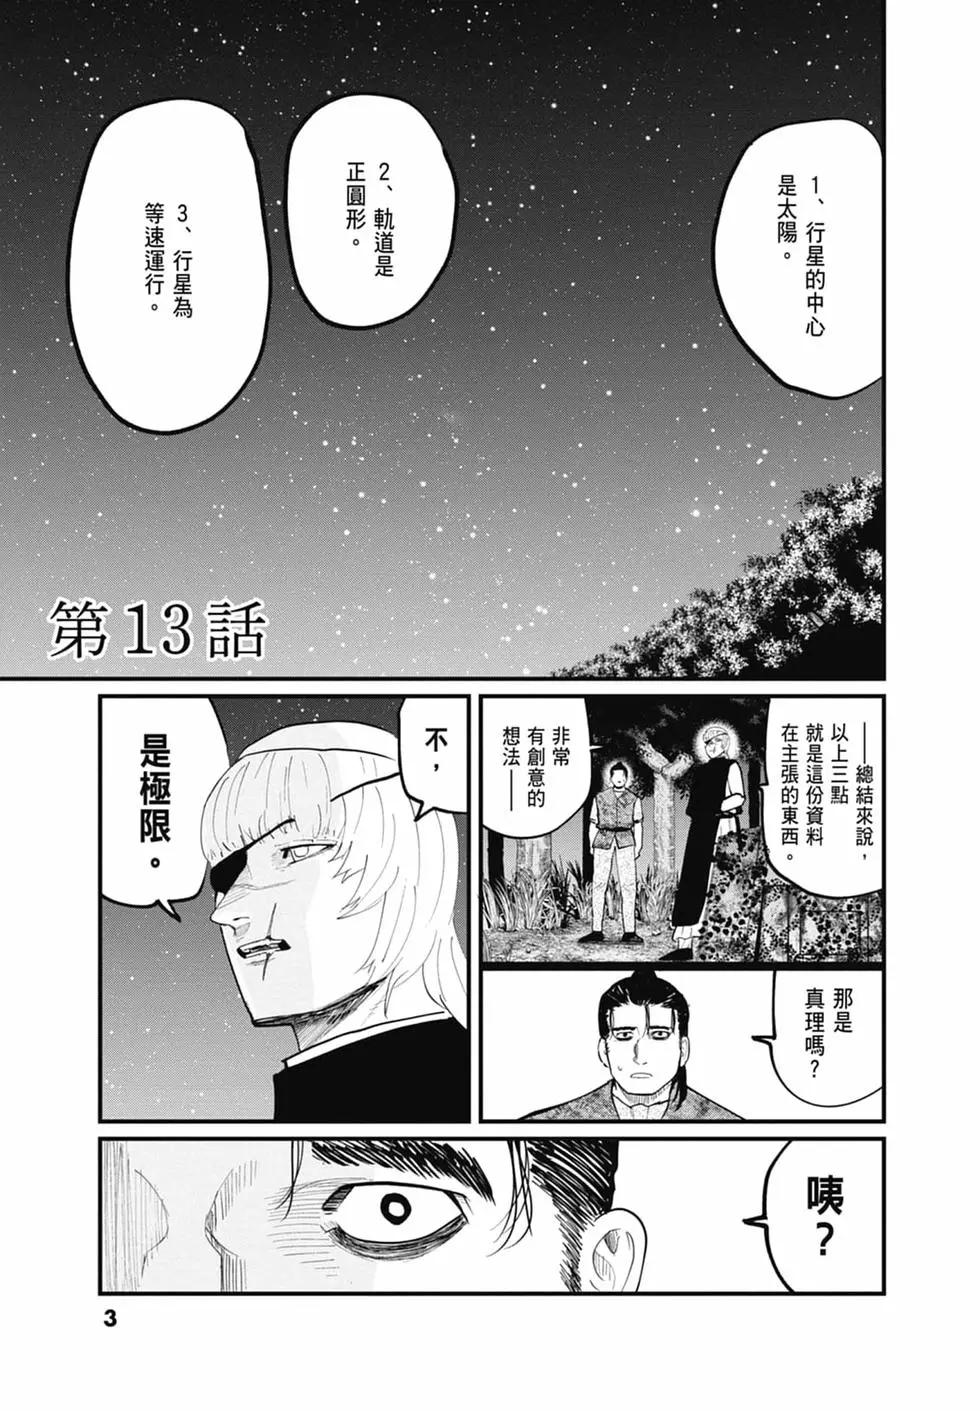 1、行星的中心
是太陽。
2、軌道是
正圓形。
3、行星為
等速運行。
第13話
——總結來說，
以上三點
就是這份資料
在主張的東西。
非常
有創意的
想法——
那是
真理嗎？
不，
是極限。
咦？
3